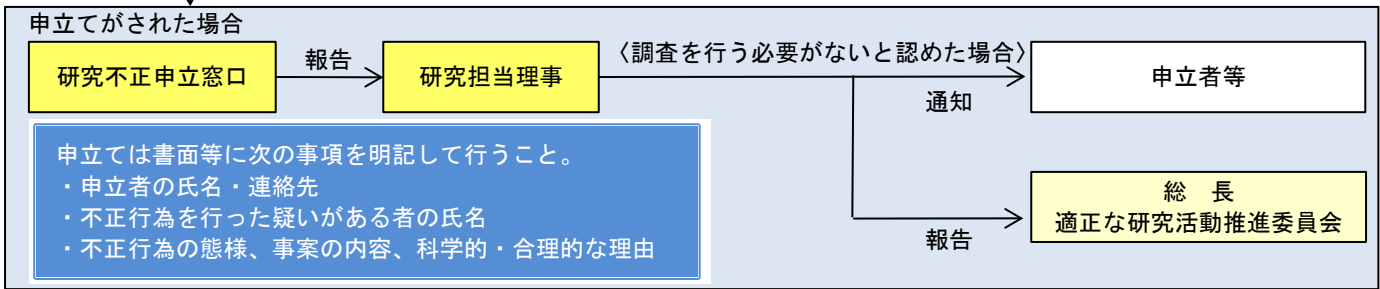 申立てがされた場合
研究不正申立窓口
報告
研究担当理事
〈調査を行う必要がないと認めた場合〉
通知
申立者等
申立ては書面等に次の事項を明記して行うこと。
・申立者の氏名・連絡先
・不正行為を行った疑いがある者の氏名
・不正行為の態様、事案の内容、科学的・合理的な理由
報告
総　長
適正な研究活動推進委員会